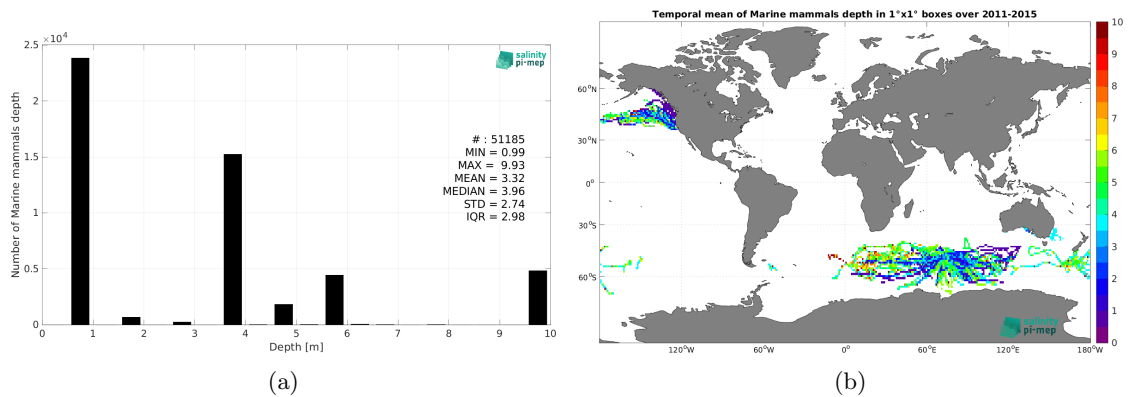 ×10⁴
2.5
2
1.5
1
0.5
0
0 1 2 3 4 5 6 7 8 9 10
Number of Marine mammals depth
Depth [m]
salinity
pi-mep
# : 51185
MIN = 0.99
MAX = 9.93
MEAN = 3.32
MEDIAN = 3.96
STD = 2.74
IQR = 2.98
(a)
Temporal mean of Marine mammals depth in 1°x1° boxes over 2011-2015
60°N
30°N
0°
30°S
60°S
120°W 60°W 0° 60°E 120°E 180°W
salinity
pi-mep
10
9
8
7
6
5
4
3
2
1
0
(b)